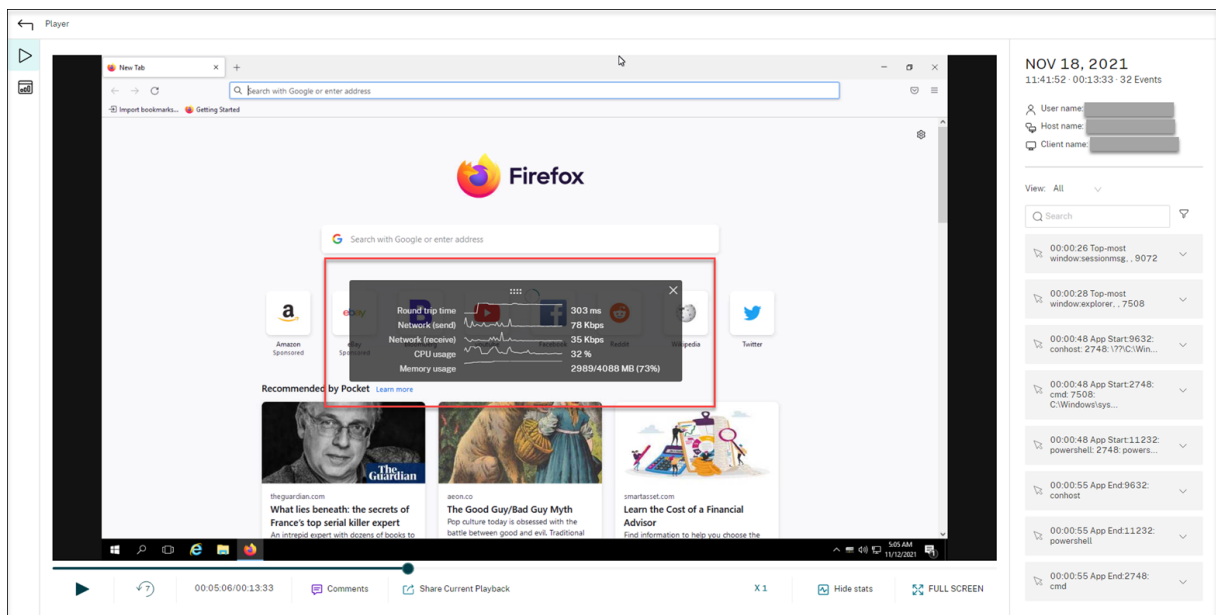 Player
New Tab
Search with Google or enter address
Import bookmarks...
Getting Started
Firefox
Search with Google or enter address
Round trip time 303 ms
Network (send) 78 Kbps
Network (receive) 35 Kbps
CPU usage 32 %
Memory usage 2989/4088 MB (73%)
a
ebay
Amazon
Sponsored
eBay
Facebook
Reddit
Wikipedia
Twitter
Recommended by Pocket Learn more
The Guardian
theguardian.com
What lies beneath: the secrets of
France's top serial killer expert
An intrepid expert with dozens of books to
aeon.co
The Good Guy/Bad Guy Myth
Pop culture today is obsessed with the
battle between good and evil. Traditional
smartasset.com
Learn the Cost of a Financial
Advisor
Find information to help you choose the
5:05 AM
11/12/2021
7
00:05:06/00:13:33
Comments
Share Current Playback
X 1
Hide stats
FULL SCREEN
NOV 18, 2021
11:41:52 · 00:13:33 · 32 Events
User name:
Host name:
Client name:
View: All
Search
00:00:26 Top-most
window:sessionmsg, , 9072
00:00:28 Top-most
window:explorer, , 7508
00:00:48 App Start:9632:
conhost: 2748: \??\C:\Win...
00:00:48 App Start:2748:
cmd: 7508:
C:\Windows\sys...
00:00:48 App Start:11232:
powershell: 2748: powers...
00:00:55 App End:9632:
conhost
00:00:55 App End:11232:
powershell
00:00:55 App End:2748:
cmd